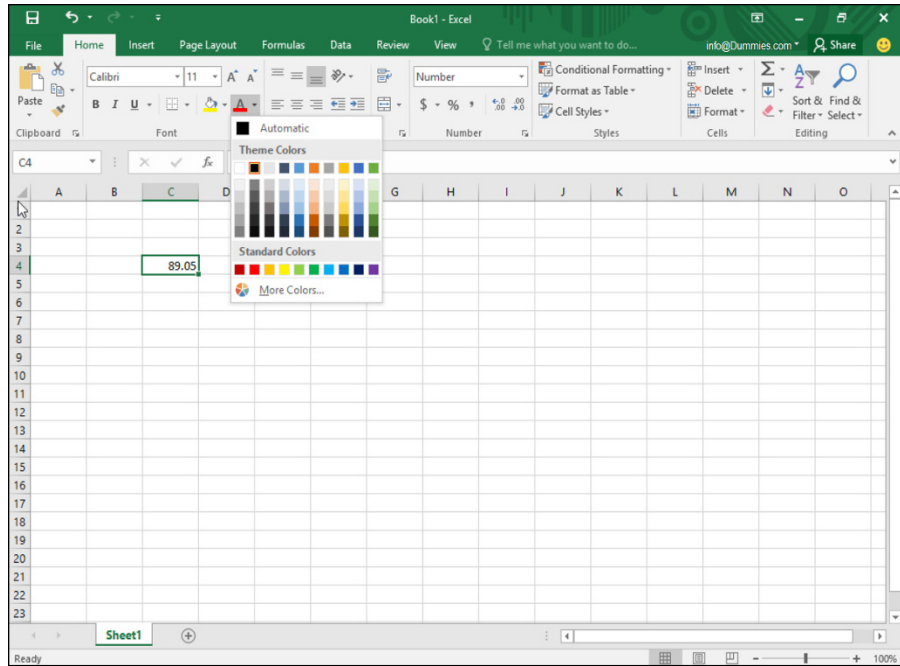 Book1 - Excel
File Home Insert Page Layout Formulas Data Review View Tell me what you want to do... info@Dummies.com Share
Calibri 11 A A Number Conditional Formatting Insert Σ A Z
Paste B I U A $ % , .00 .0 Format as Table Delete Sort & Find &
Cell Styles Format Filter Select
Clipboard Font Number Styles Cells Editing
Automatic
C4 fx
Theme Colors
A B C D G H I J K L M N O
2
3
Standard Colors
4 89.05
5
More Colors...
6
7
8
9
10
11
12
13
14
15
16
17
18
19
20
21
22
23
Sheet1
Ready 100%